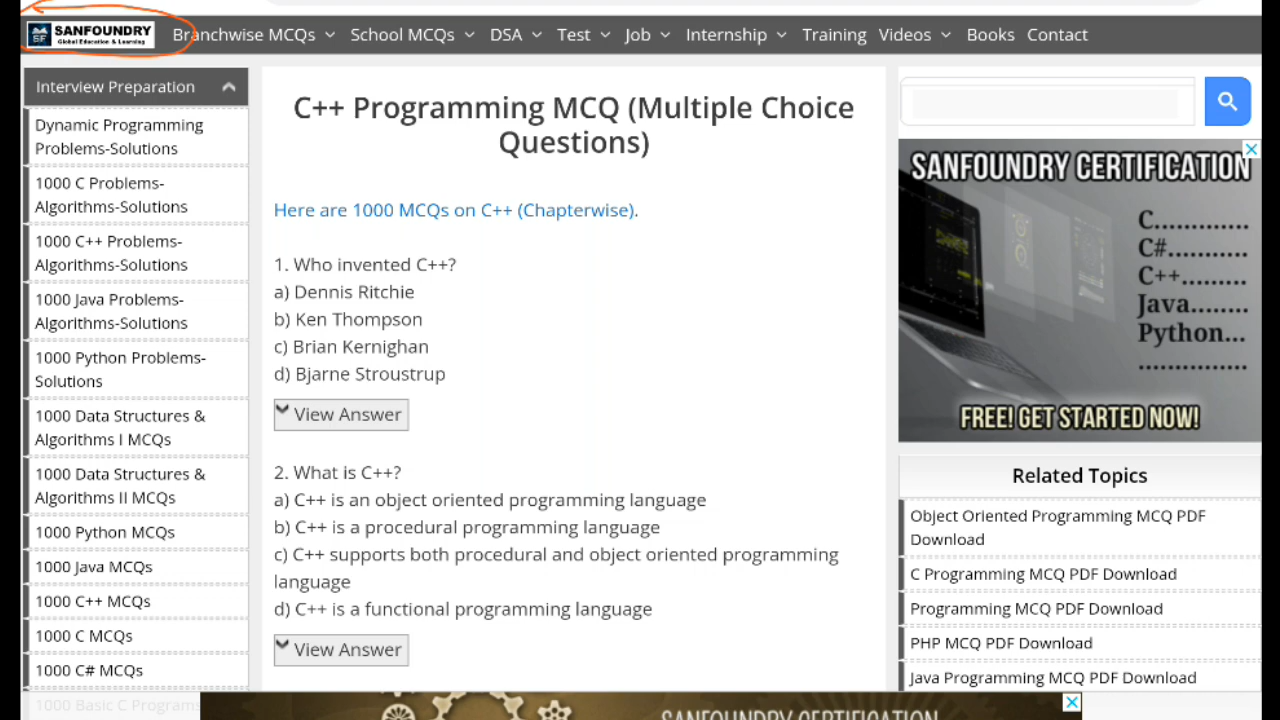 SANFOUNDRY
Global Education & Learning
SF
Branchwise MCQs School MCQs DSA Test Job Internship Training Videos Books Contact
Interview Preparation
Dynamic Programming
Problems-Solutions
1000 C Problems-
Algorithms-Solutions
1000 C++ Problems-
Algorithms-Solutions
1000 Java Problems-
Algorithms-Solutions
1000 Python Problems-
Solutions
1000 Data Structures &
Algorithms I MCQs
1000 Data Structures &
Algorithms II MCQs
1000 Python MCQs
1000 Java MCQs
1000 C++ MCQs
1000 C MCQs
1000 C# MCQs
1000 Basic C Programs
C++ Programming MCQ (Multiple Choice
Questions)
Here are 1000 MCQs on C++ (Chapterwise).
1. Who invented C++?
a) Dennis Ritchie
b) Ken Thompson
c) Brian Kernighan
d) Bjarne Stroustrup
View Answer
2. What is C++?
a) C++ is an object oriented programming language
b) C++ is a procedural programming language
c) C++ supports both procedural and object oriented programming
language
d) C++ is a functional programming language
View Answer
SANFOUNDRY CERTIFICATION
C.............
C#...........
C++.........
Java........
Python...
...............
FREE! GET STARTED NOW!
Related Topics
Object Oriented Programming MCQ PDF
Download
C Programming MCQ PDF Download
Programming MCQ PDF Download
PHP MCQ PDF Download
Java Programming MCQ PDF Download
SANFOUNDRY CERTIFICATION